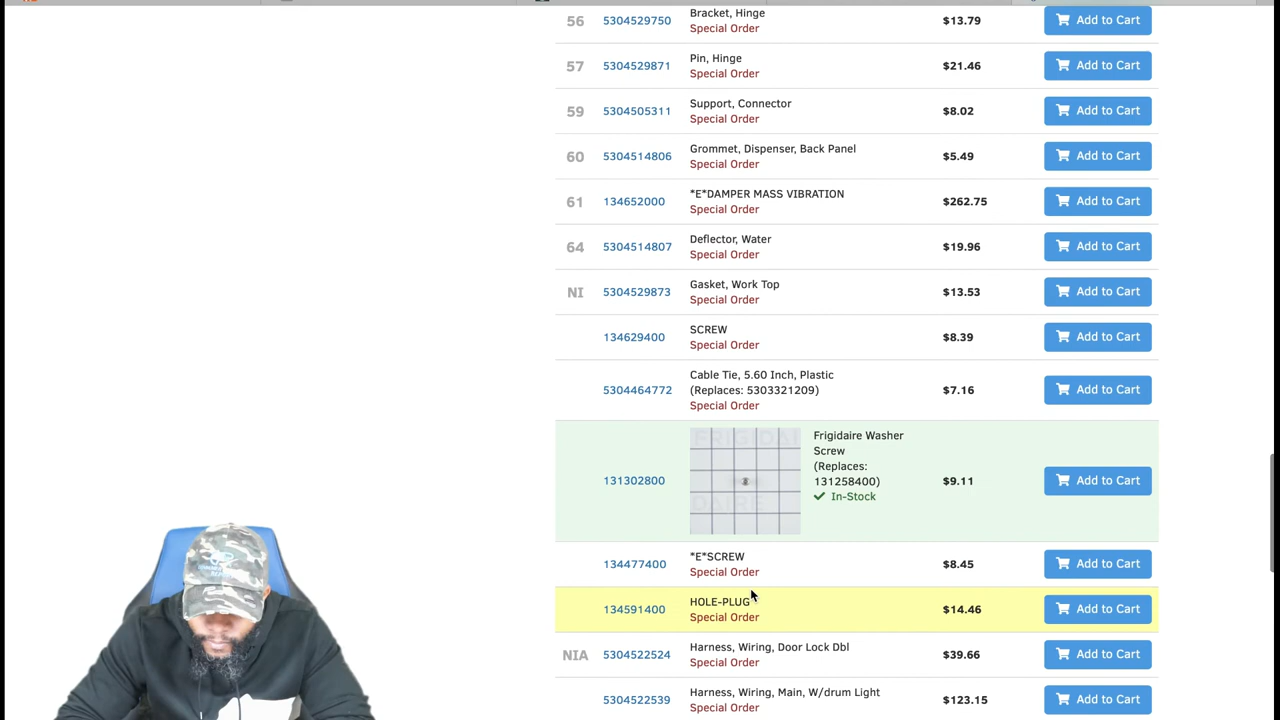 56 5304529750 Bracket, Hinge $13.79 Add to Cart
Special Order
57 5304529871 Pin, Hinge $21.46 Add to Cart
Special Order
59 5304505311 Support, Connector $8.02 Add to Cart
Special Order
60 5304514806 Grommet, Dispenser, Back Panel $5.49 Add to Cart
Special Order
61 134652000 *E*DAMPER MASS VIBRATION $262.75 Add to Cart
Special Order
64 5304514807 Deflector, Water $19.96 Add to Cart
Special Order
NI 5304529873 Gasket, Work Top $13.53 Add to Cart
Special Order
134629400 SCREW $8.39 Add to Cart
Special Order
Cable Tie, 5.60 Inch, Plastic
5304464772 (Replaces: 5303321209) $7.16 Add to Cart
Special Order
FRIGIDAI
Frigidaire Washer
Screw
(Replaces:
131302800 131258400) $9.11 Add to Cart
In-Stock
DAIRE
134477400 *E*SCREW $8.45 Add to Cart
Special Order
134591400 HOLE-PLUG $14.46 Add to Cart
Special Order
NIA 5304522524 Harness, Wiring, Door Lock Dbl $39.66 Add to Cart
Special Order
5304522539 Harness, Wiring, Main, W/drum Light $123.15 Add to Cart
Special Order